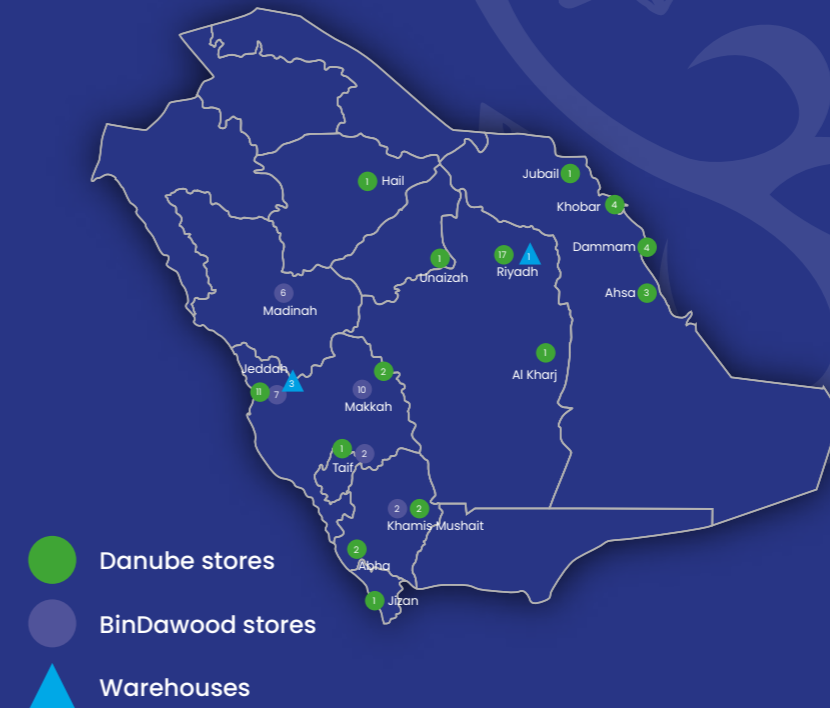 1 Hail
Jubail 1
Khobar 4
Dammam 4
1
Unaizah
17 1
Riyadh
Ahsa 3
6
Madinah
1
Al Kharj
Jeddah
3
11 7
2
10
Makkah
1 2
Taif
2 2
Khamis Mushait
2
Abha
1 Jizan
Danube stores
BinDawood stores
Warehouses